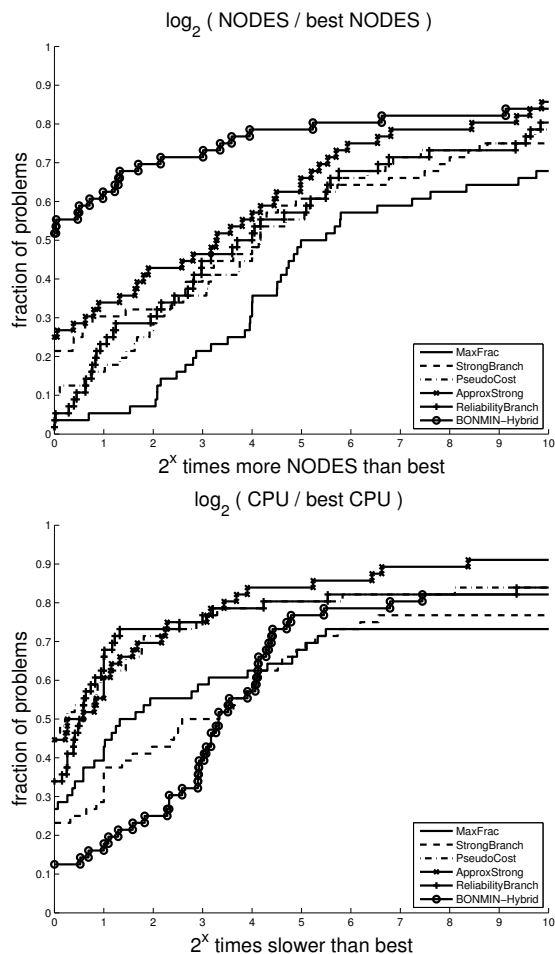 log2 ( NODES / best NODES )
1
0.9
0.8
0.7
0.6
0.5
0.4
0.3
0.2
0.1
0
fraction of problems
0 1 2 3 4 5 6 7 8 9 10
2^x times more NODES than best
MaxFrac
StrongBranch
PseudoCost
ApproxStrong
ReliabilityBranch
BONMIN−Hybrid
log2 ( CPU / best CPU )
1
0.9
0.8
0.7
0.6
0.5
0.4
0.3
0.2
0.1
0
fraction of problems
0 1 2 3 4 5 6 7 8 9 10
2^x times slower than best
MaxFrac
StrongBranch
PseudoCost
ApproxStrong
ReliabilityBranch
BONMIN−Hybrid